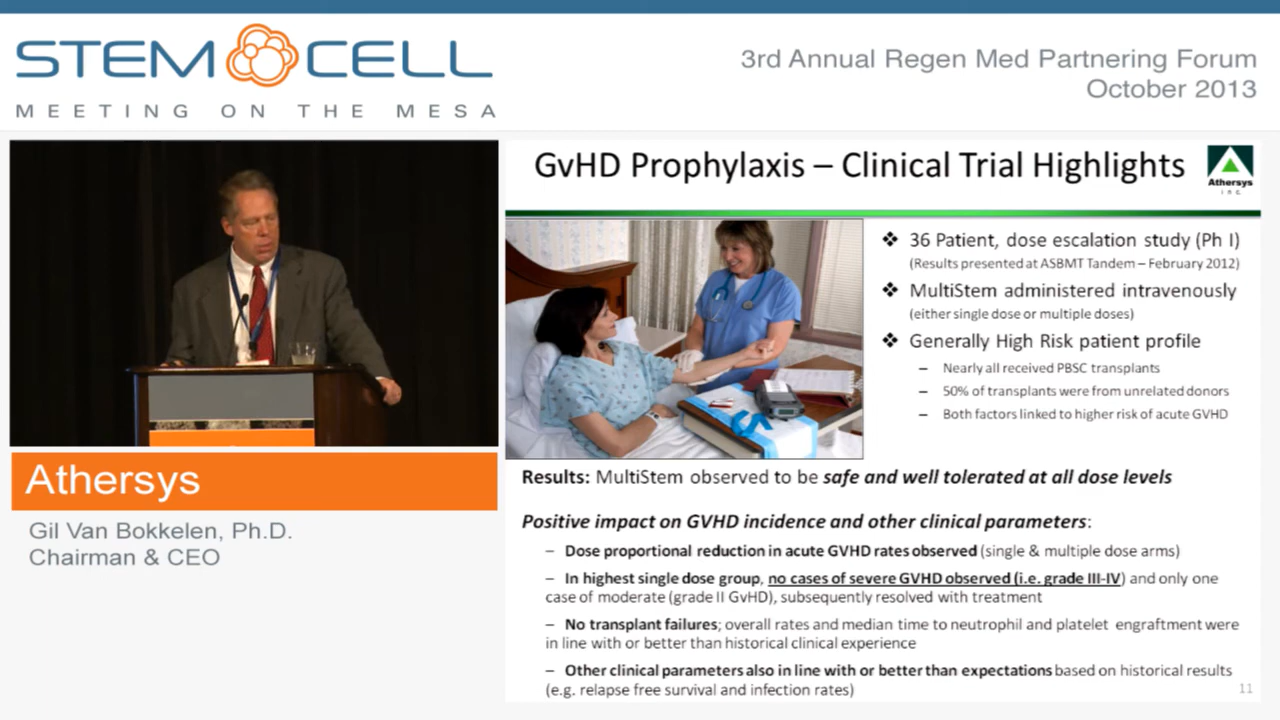 STEM CELL
MEETING ON THE MESA
3rd Annual Regen Med Partnering Forum
October 2013
Athersys
Gil Van Bokkelen, Ph.D.
Chairman & CEO
GvHD Prophylaxis – Clinical Trial Highlights
Athersys
inc.
❖ 36 Patient, dose escalation study (Ph I)
(Results presented at ASBMT Tandem – February 2012)
❖ MultiStem administered intravenously
(either single dose or multiple doses)
❖ Generally High Risk patient profile
– Nearly all received PBSC transplants
– 50% of transplants were from unrelated donors
– Both factors linked to higher risk of acute GVHD
Results: MultiStem observed to be safe and well tolerated at all dose levels
Positive impact on GVHD incidence and other clinical parameters:
– Dose proportional reduction in acute GVHD rates observed (single & multiple dose arms)
– In highest single dose group, no cases of severe GVHD observed (i.e. grade III-IV) and only one
case of moderate (grade II GvHD), subsequently resolved with treatment
– No transplant failures; overall rates and median time to neutrophil and platelet engraftment were
in line with or better than historical clinical experience
– Other clinical parameters also in line with or better than expectations based on historical results
(e.g. relapse free survival and infection rates)
11